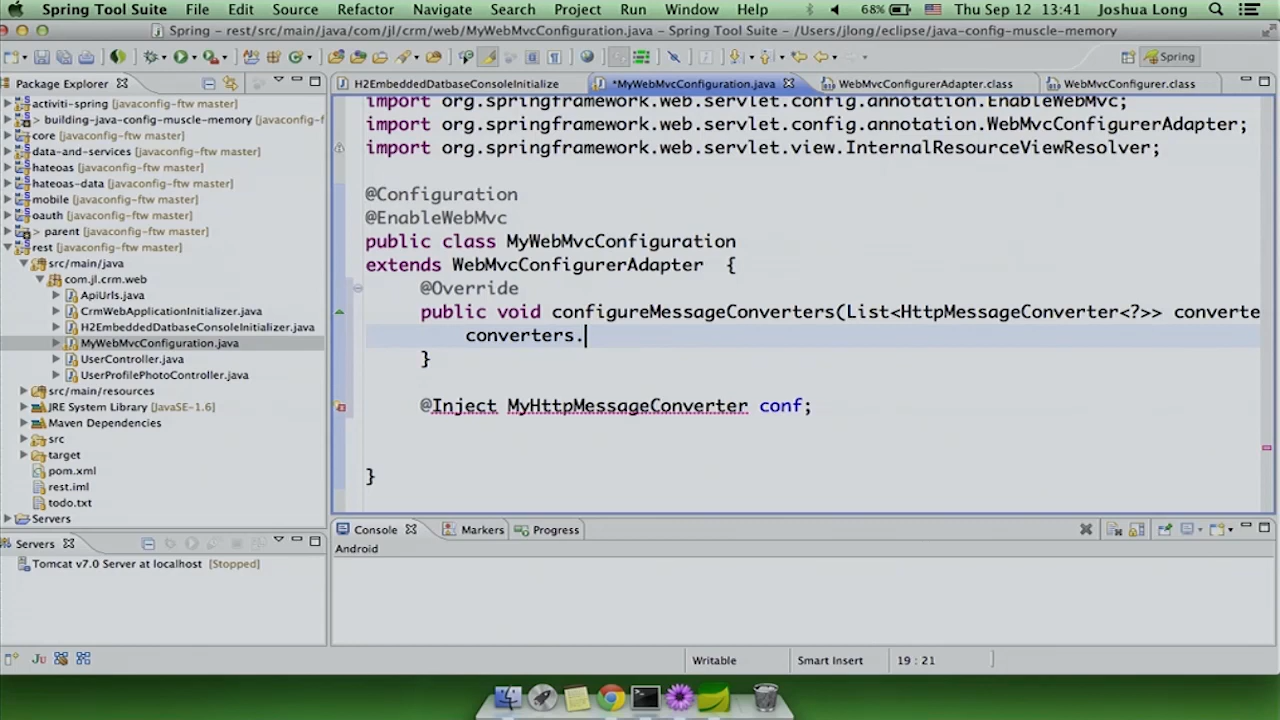 Spring Tool Suite File Edit Source Refactor Navigate Search Project Run Window Help 68% Thu Sep 12 13:41 Joshua Long
Spring - rest/src/main/java/com/jl/crm/web/MyWebMvcConfiguration.java - Spring Tool Suite - /Users/jlong/eclipse/java-config-muscle-memory
Spring
Package Explorer
activiti-spring (javaconfig-ftw master)
> building-java-config-muscle-memory (javaconfig-f
core (javaconfig-ftw master)
data-and-services (javaconfig-ftw master)
hateoas (javaconfig-ftw master)
hateoas-data (javaconfig-ftw master)
mobile (javaconfig-ftw master)
oauth (javaconfig-ftw master)
> parent (javaconfig-ftw master)
rest (javaconfig-ftw master)
src/main/java
com.jl.crm.web
ApiUrls.java
CrmWebApplicationInitializer.java
H2EmbeddedDatbaseConsoleInitializer.java
MyWebMvcConfiguration.java
UserController.java
UserProfilePhotoController.java
src/main/resources
JRE System Library [JavaSE-1.6]
Maven Dependencies
src
target
pom.xml
rest.iml
todo.txt
Servers
H2EmbeddedDatbaseConsoleInitialize *MyWebMvcConfiguration.java WebMvcConfigurerAdapter.class WebMvcConfigurer.class
import org.springframework.web.servlet.config.annotation.EnableWebMvc;
import org.springframework.web.servlet.config.annotation.WebMvcConfigurerAdapter;
import org.springframework.web.servlet.view.InternalResourceViewResolver;
@Configuration
@EnableWebMvc
public class MyWebMvcConfiguration
extends WebMvcConfigurerAdapter {
@Override
public void configureMessageConverters(List<HttpMessageConverter<?>> converte
converters.
}
@Inject MyHttpMessageConverter conf;
}
Servers
Tomcat v7.0 Server at localhost [Stopped]
Console Markers Progress
Android
Ju
Writable Smart Insert 19 : 21